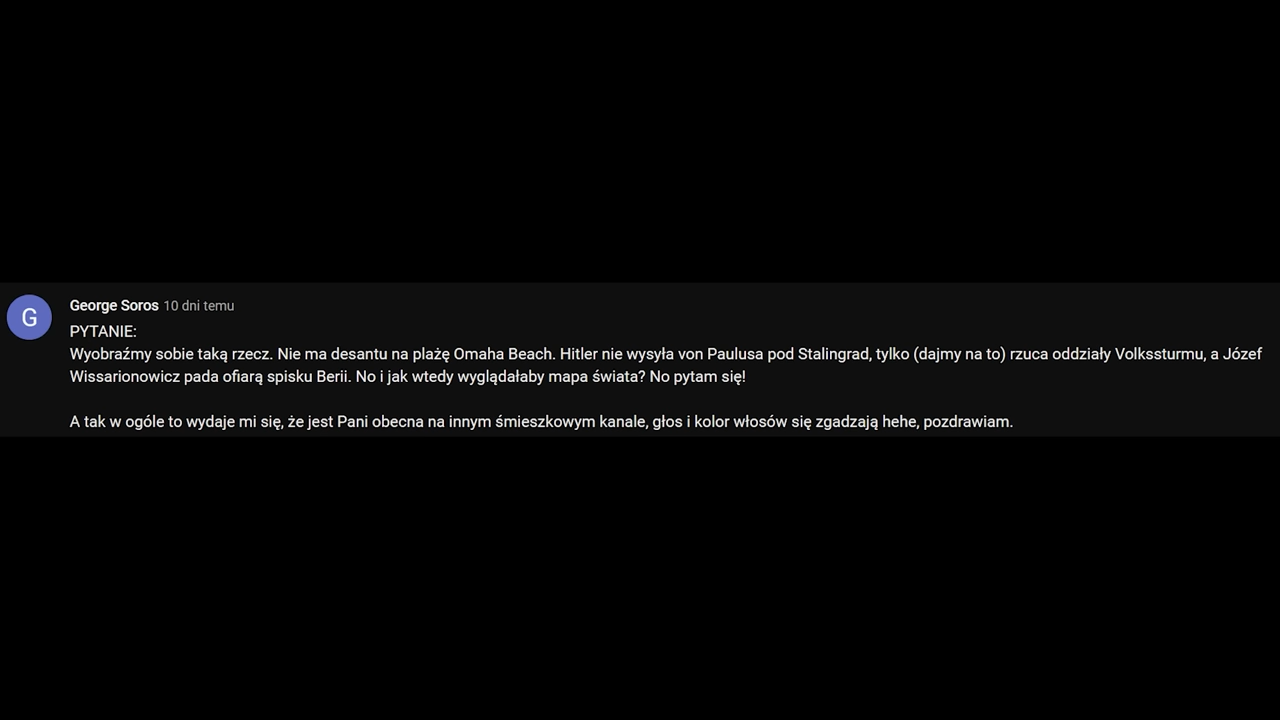 G
George Soros 10 dni temu
PYTANIE:
Wyobraźmy sobie taką rzecz. Nie ma desantu na plażę Omaha Beach. Hitler nie wysyła von Paulusa pod Stalingrad, tylko (dajmy na to) rzuca oddziały Volkssturmu, a Józef
Wissarionowicz pada ofiarą spisku Berii. No i jak wtedy wyglądałaby mapa świata? No pytam się!
A tak w ogóle to wydaje mi się, że jest Pani obecna na innym śmieszkowym kanale, głos i kolor włosów się zgadzają hehe, pozdrawiam.